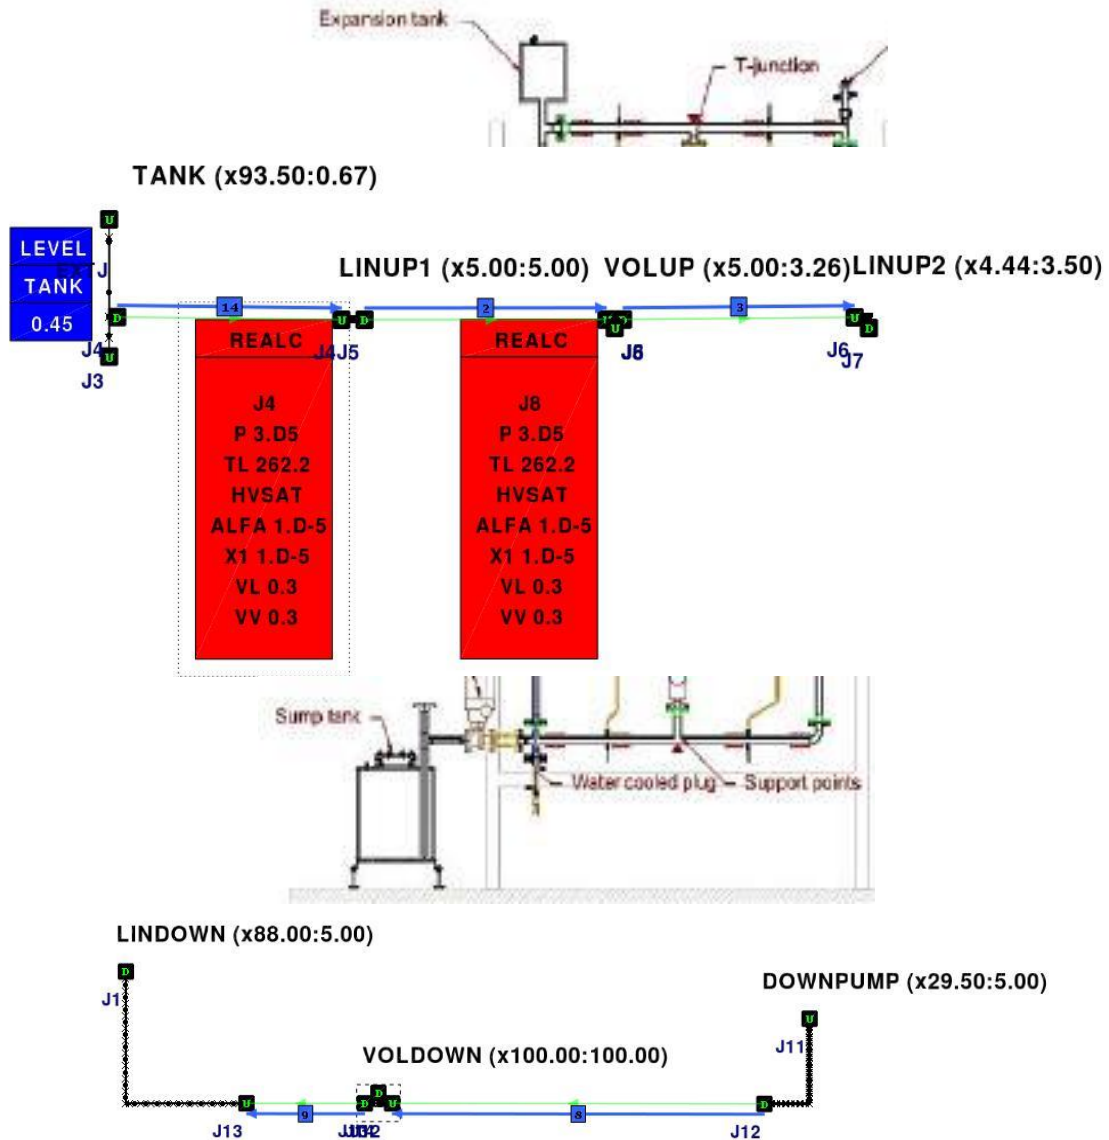 Expansion tank
T-junction
TANK (x93.50:0.67)
LEVEL
TANK
0.45
LINUP1 (x5.00:5.00)
VOLUP (x5.00:3.26)
LINUP2 (x4.44:3.50)
U
14
2
3
D
U
D
U
D
U
D
J4
J3
U
J4
J5
J6
J7
REALC
J4
P 3.D5
TL 262.2
HVSAT
ALFA 1.D-5
X1 1.D-5
VL 0.3
VV 0.3
REALC
J8
P 3.D5
TL 262.2
HVSAT
ALFA 1.D-5
X1 1.D-5
VL 0.3
VV 0.3
Sump tank
Water cooled plug
Support points
LINDOWN (x88.00:5.00)
D
J1
DOWNPUMP (x29.50:5.00)
U
J11
VOLDOWN (x100.00:100.00)
D
U
D
U
D
9
8
J13
J12